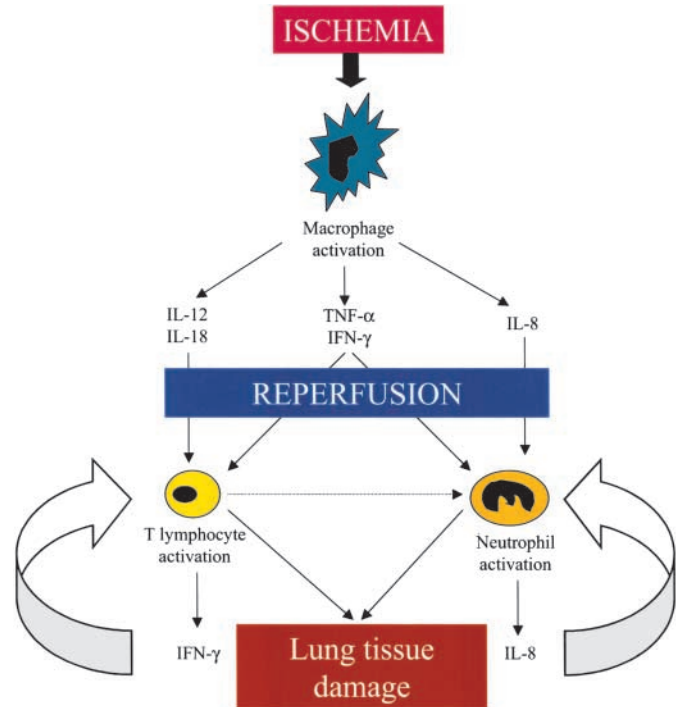 ISCHEMIA
Macrophage
activation
IL-12
IL-18
TNF-α
IFN-γ
IL-8
REPERFUSION
T lymphocyte
activation
Neutrophil
activation
IFN-γ
Lung tissue
damage
IL-8